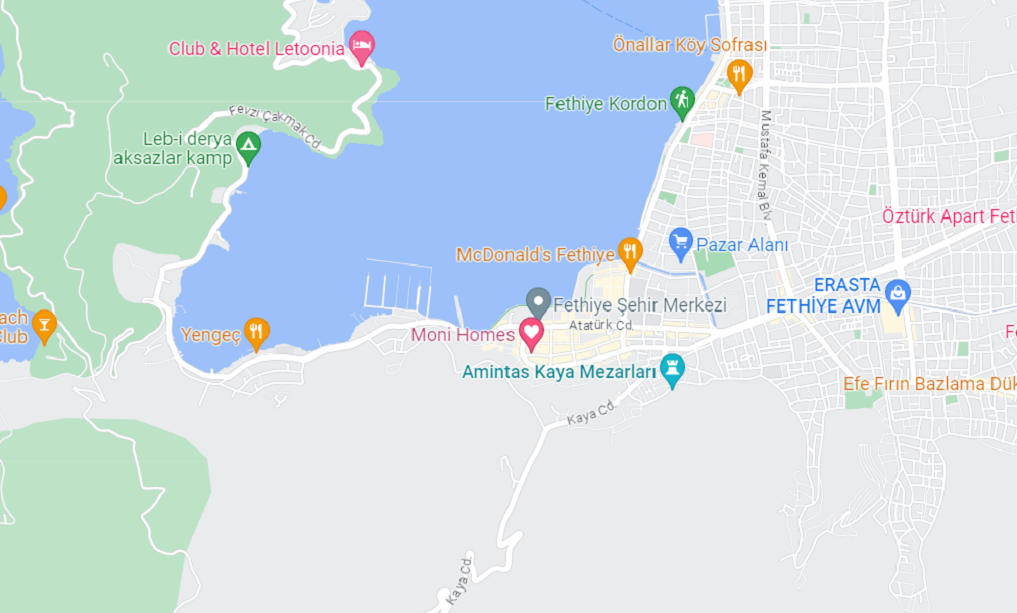 Önallar Köy Sofrası
Club & Hotel Letoonia
Fethiye Kordon
Fevzi Çakmak Cd.
Leb-i derya
aksazlar kamp
Mustafa Kemal Blv.
Öztürk Apart Feth
Pazar Alanı
McDonald's Fethiye
ERASTA
FETHİYE AVM
Fethiye Şehir Merkezi
ach
Club
Atatürk Cd.
Yengeç
Moni Homes
Fe
Amintas Kaya Mezarları
Efe Fırın Bazlama Dük
Kaya Cd.
Kaya Cd.